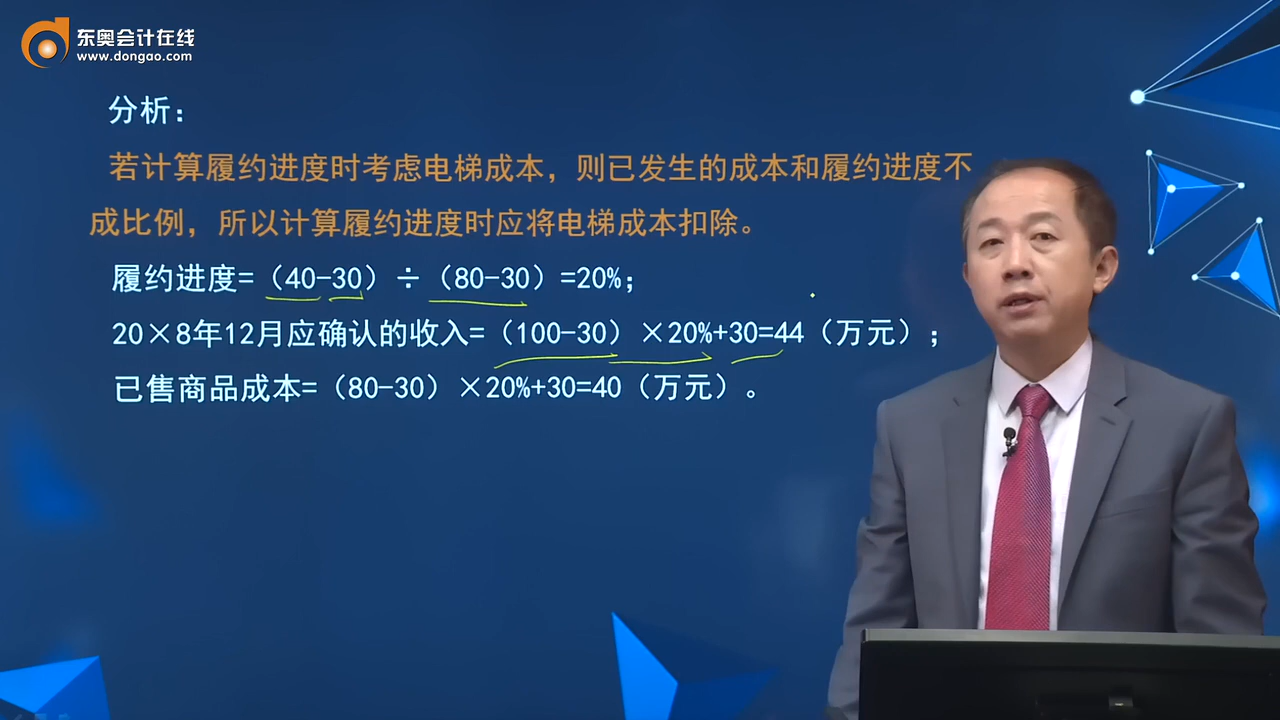 东奥会计在线
www.dongao.com
分析：
若计算履约进度时考虑电梯成本，则已发生的成本和履约进度不
成比例，所以计算履约进度时应将电梯成本扣除。
履约进度=（40-30）÷（80-30）=20%；
20×8年12月应确认的收入=（100-30）×20%+30=44（万元）；
已售商品成本=（80-30）×20%+30=40（万元）。